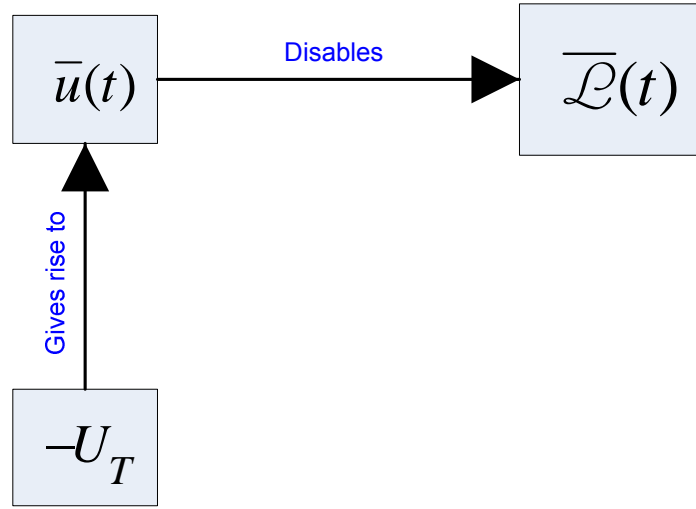 Disables
u̅(t)
ℒ̅(t)
Gives rise to
−U_T